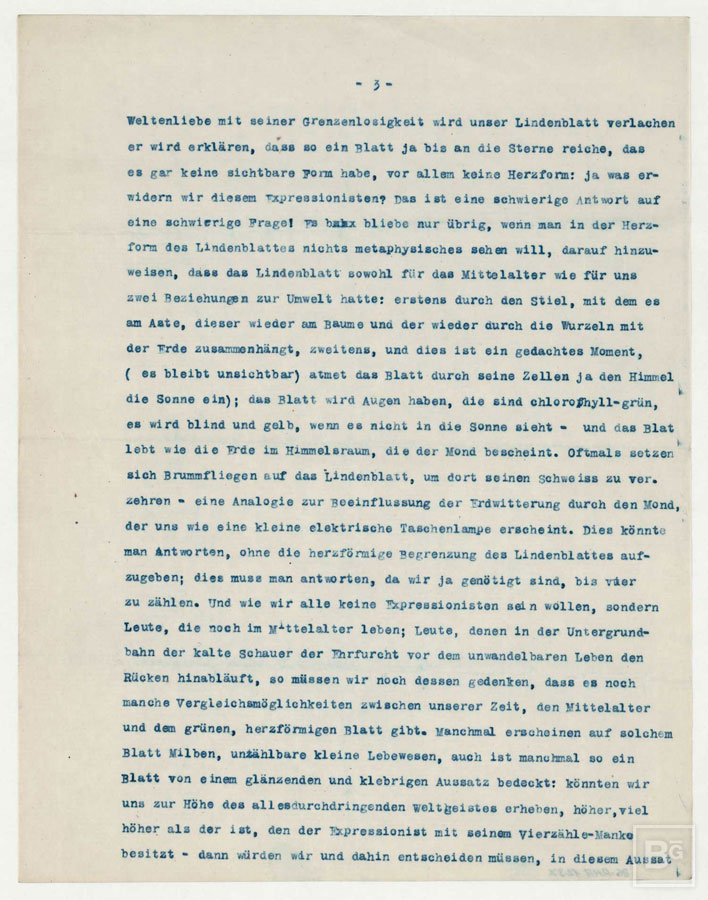 - 3 -
Weltenliebe mit seiner Grenzenlosigkeit wird unser Lindenblatt verlachen
er wird erklären, dass so ein Blatt ja bis an die Sterne reiche, das
es gar keine sichtbare Form habe, vor allem keine Herzform: ja was er-
widern wir diesem Expressionisten? Das ist eine schwierige Antwort auf
eine schwierige Frage! Es bliebe nur übrig, wenn man in der Herz-
form des Lindenblattes nichts metaphysisches sehen will, darauf hinzu-
weisen, dass das Lindenblatt sowohl für das Mittelalter wie für uns
zwei Beziehungen zur Umwelt hatte: erstens durch den Stiel, mit dem es
am Aste, dieser wieder am Baume und der wieder durch die Wurzeln mit
der Erde zusammenhängt, zweitens, und dies ist ein gedachtes Moment,
( es bleibt unsichtbar) atmet das Blatt durch seine Zellen ja den Himmel
die Sonne ein); das Blatt wird Augen haben, die sind chlorophyll-grün,
es wird blind und gelb, wenn es nicht in die Sonne sieht - und das Blat
lebt wie die Erde im Himmelsraum, die der Mond bescheint. Oftmals setzen
sich Brummfliegen auf das Lindenblatt, um dort seinen Schweiss zu ver.
zehren - eine Analogie zur Beeinflussung der Erdwitterung durch den Mond,
der uns wie eine kleine elektrische Taschenlampe erscheint. Dies könnte
man Antworten, ohne die herzförmige Begrenzung des Lindenblattes auf-
zugeben; dies muss man antworten, da wir ja genötigt sind, bis vier
zu zählen. Und wie wir alle keine Expressionisten sein wollen, sondern
Leute, die noch im Mittelalter leben; Leute, denen in der Untergrund-
bahn der kalte Schauer der Ehrfurcht vor dem unwandelbaren Leben den
Rücken hinabläuft, so müssen wir noch dessen gedenken, dass es noch
manche Vergleichsmöglichkeiten zwischen unserer Zeit, den Mittelalter
und dem grünen, herzförmigen Blatt gibt. Manchmal erscheinen auf solchem
Blatt Milben, unzählbare kleine Lebewesen, auch ist manchmal so ein
Blatt von einem glänzenden und klebrigen Aussatz bedeckt: könnten wir
uns zur Höhe des allesdurchdringenden Weltgeistes erheben, höher,viel
höher als der ist, den der Expressionist mit seinem Vierzähle-Manko
besitzt - dann würden wir und dahin entscheiden müssen, in diesem Aussat
BG